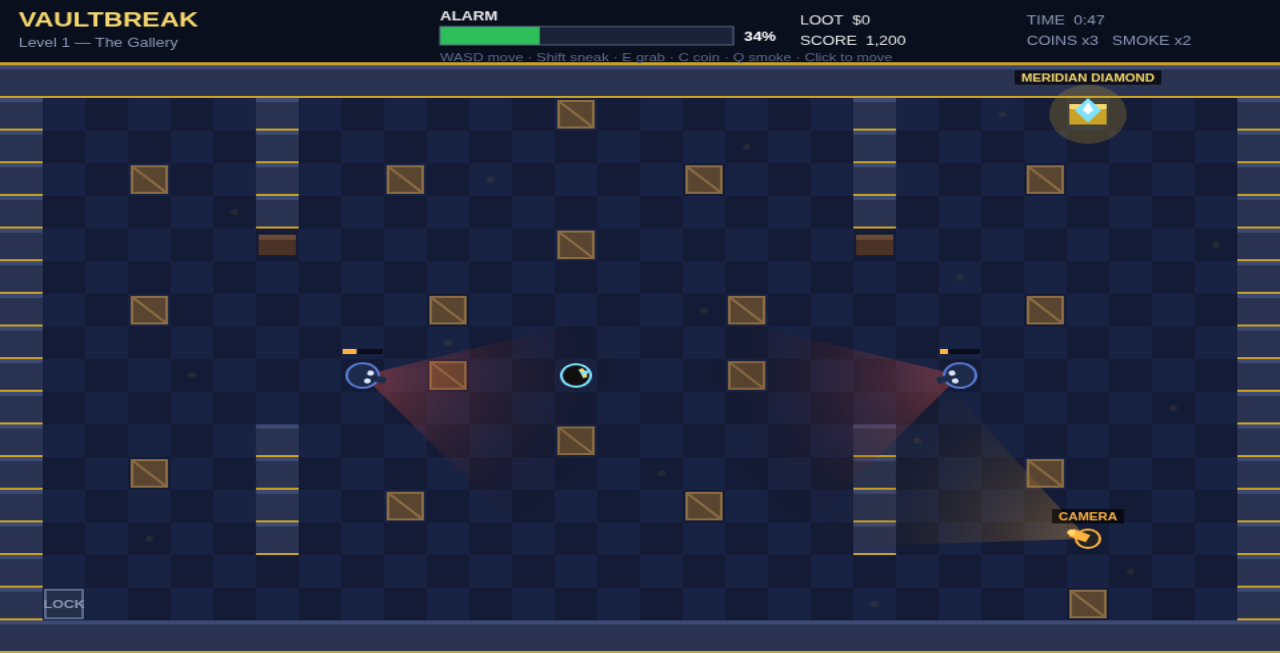 VAULTBREAK
Level 1 — The Gallery
ALARM
34%
WASD move · Shift sneak · E grab · C coin · Q smoke · Click to move
LOOT $0
SCORE 1,200
TIME 0:47
COINS x3 SMOKE x2
MERIDIAN DIAMOND
CAMERA
LOCK